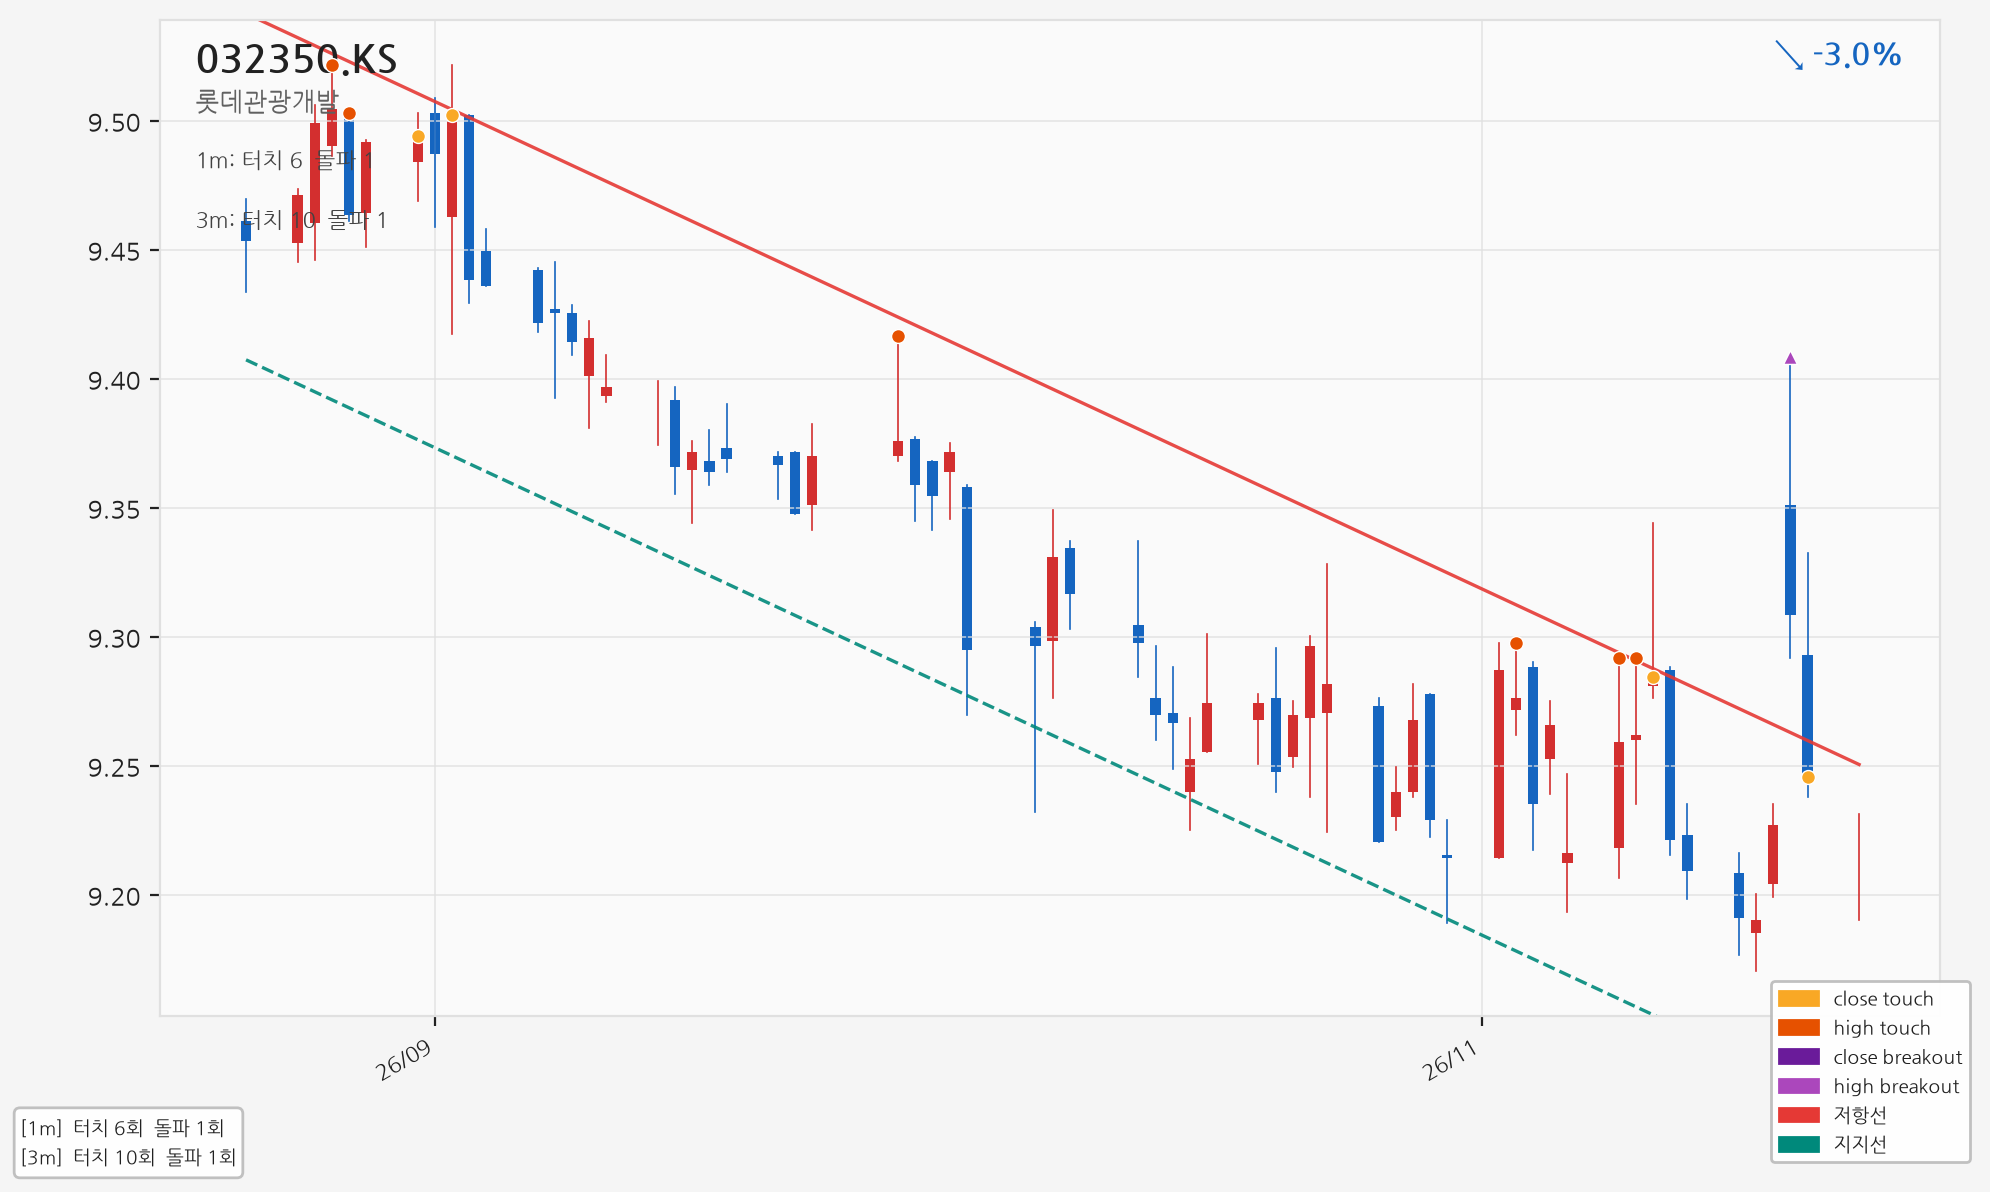 032350.KS
롯데관광개발
1m: 터치 6 돌파 1
3m: 터치 10 돌파 1
-3.0%
9.50
9.45
9.40
9.35
9.30
9.25
9.20
26/09
26/11
close touch
high touch
close breakout
high breakout
저항선
지지선
[1m] 터치 6회 돌파 1회
[3m] 터치 10회 돌파 1회